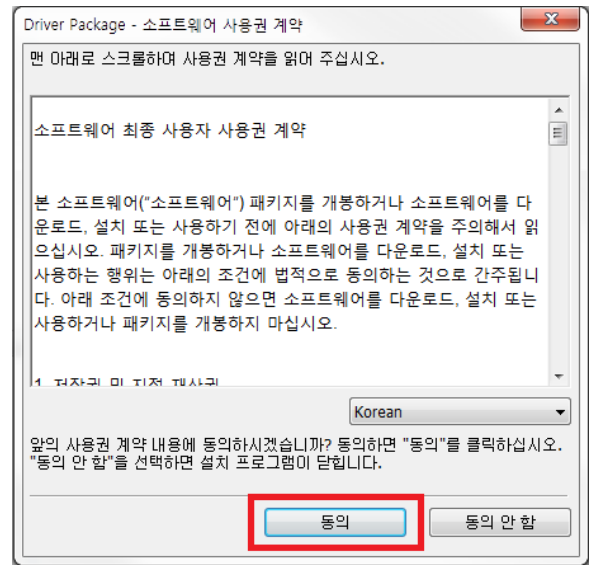 Driver Package - 소프트웨어 사용권 계약
맨 아래로 스크롤하여 사용권 계약을 읽어 주십시오.
소프트웨어 최종 사용자 사용권 계약
본 소프트웨어("소프트웨어") 패키지를 개봉하거나 소프트웨어를 다
운로드, 설치 또는 사용하기 전에 아래의 사용권 계약을 주의해서 읽
으십시오. 패키지를 개봉하거나 소프트웨어를 다운로드, 설치 또는
사용하는 행위는 아래의 조건에 법적으로 동의하는 것으로 간주됩니
다. 아래 조건에 동의하지 않으면 소프트웨어를 다운로드, 설치 또는
사용하거나 패키지를 개봉하지 마십시오.
1. 저작권 및 지적 재산권
Korean
앞의 사용권 계약 내용에 동의하시겠습니까? 동의하면 "동의"를 클릭하십시오.
"동의 안 함"을 선택하면 설치 프로그램이 닫힙니다.
동의
동의 안 함